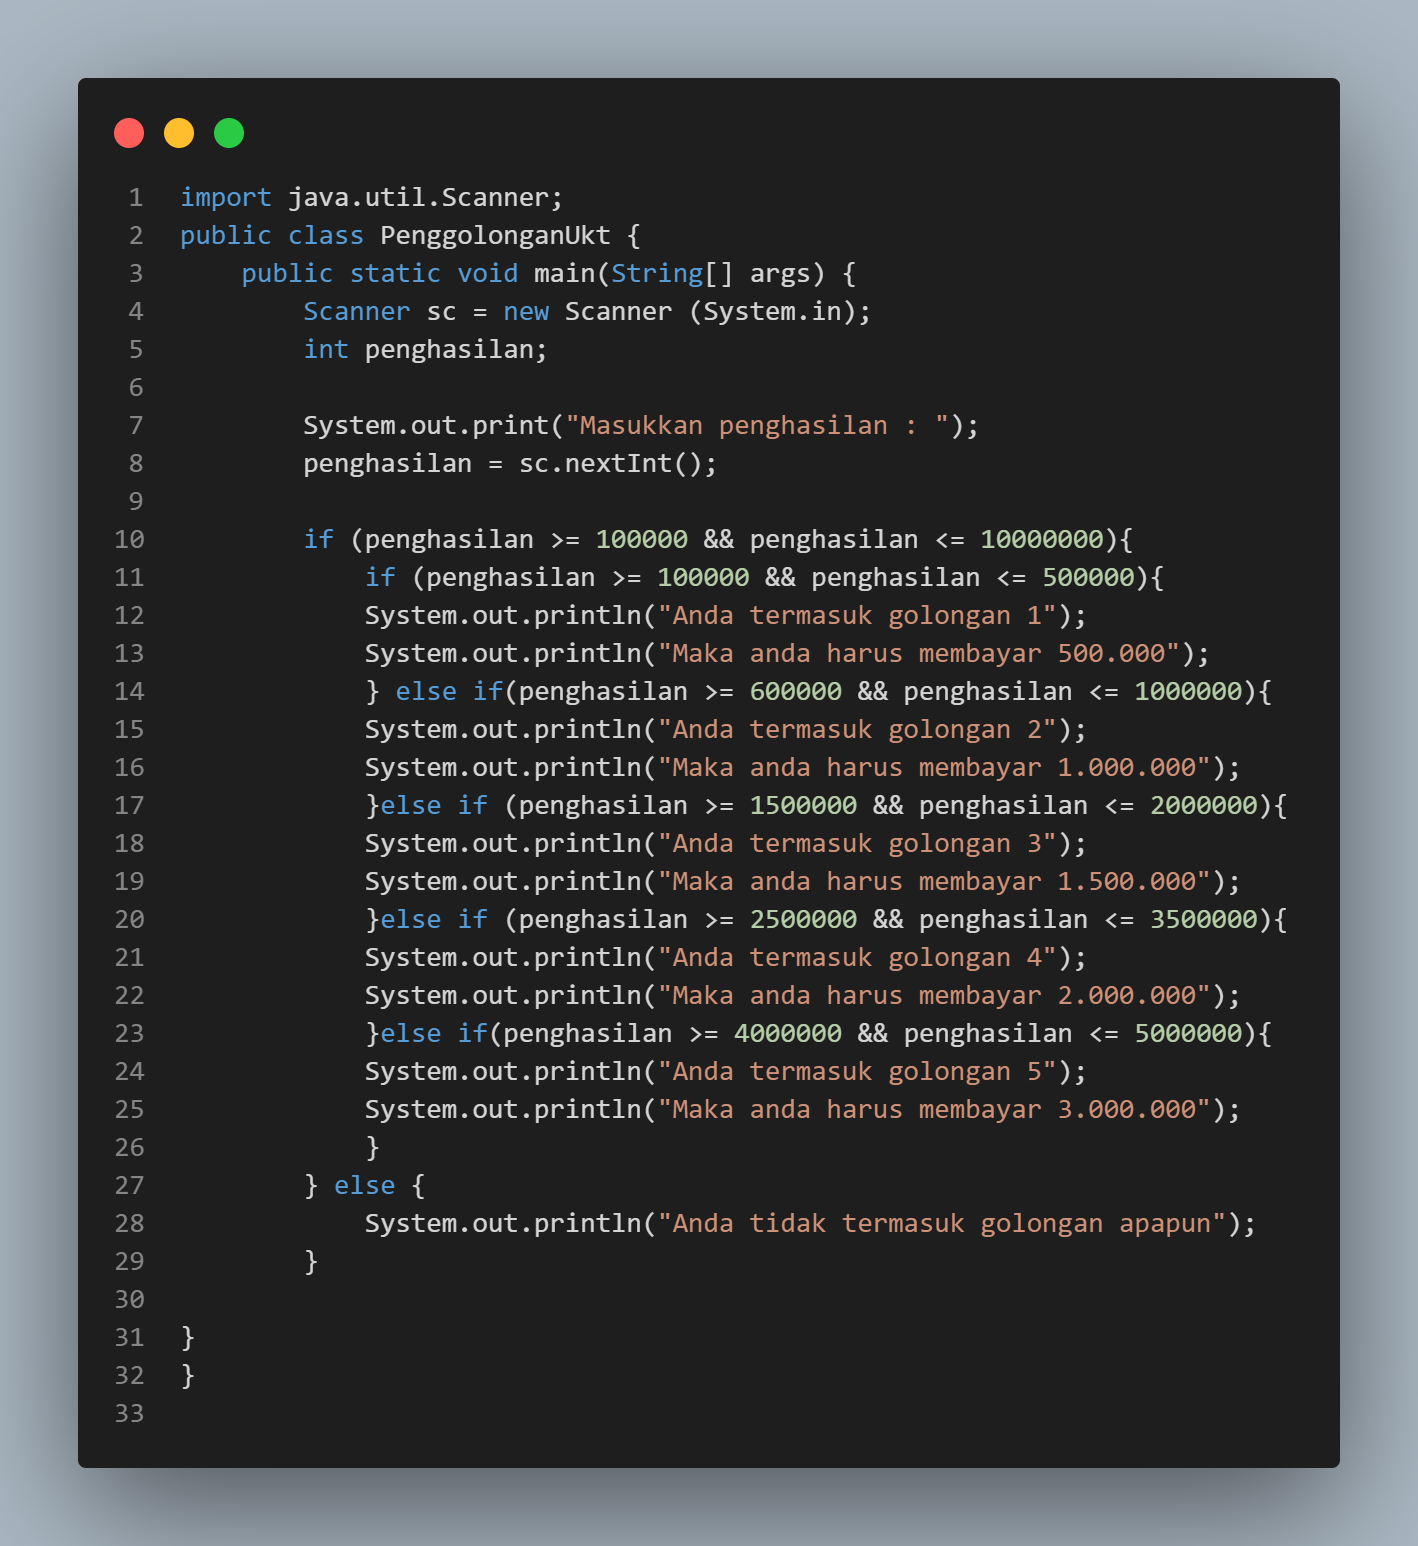 1 import java.util.Scanner;
2 public class PenggolonganUkt {
3     public static void main(String[] args) {
4         Scanner sc = new Scanner (System.in);
5         int penghasilan;
6
7         System.out.print("Masukkan penghasilan : ");
8         penghasilan = sc.nextInt();
9
10         if (penghasilan >= 100000 && penghasilan <= 10000000){
11             if (penghasilan >= 100000 && penghasilan <= 500000){
12             System.out.println("Anda termasuk golongan 1");
13             System.out.println("Maka anda harus membayar 500.000");
14             } else if(penghasilan >= 600000 && penghasilan <= 1000000){
15             System.out.println("Anda termasuk golongan 2");
16             System.out.println("Maka anda harus membayar 1.000.000");
17             }else if (penghasilan >= 1500000 && penghasilan <= 2000000){
18             System.out.println("Anda termasuk golongan 3");
19             System.out.println("Maka anda harus membayar 1.500.000");
20             }else if (penghasilan >= 2500000 && penghasilan <= 3500000){
21             System.out.println("Anda termasuk golongan 4");
22             System.out.println("Maka anda harus membayar 2.000.000");
23             }else if(penghasilan >= 4000000 && penghasilan <= 5000000){
24             System.out.println("Anda termasuk golongan 5");
25             System.out.println("Maka anda harus membayar 3.000.000");
26             }
27         } else {
28             System.out.println("Anda tidak termasuk golongan apapun");
29         }
30
31 }
32 }
33